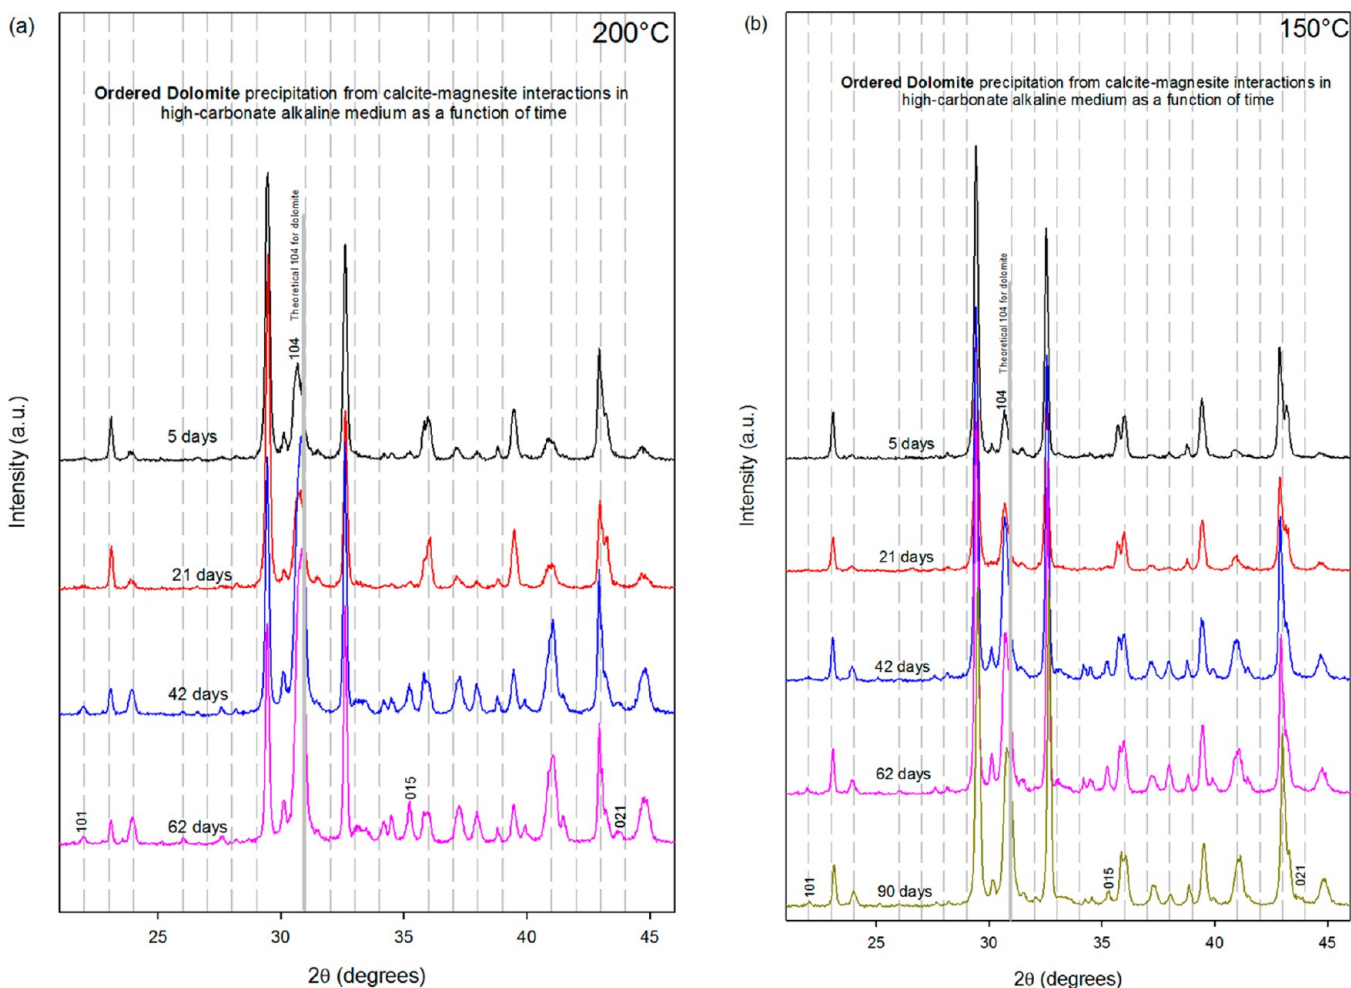 (a)
200°C
Ordered Dolomite precipitation from calcite-magnesite interactions in
high-carbonate alkaline medium as a function of time
Theoretical 104 for dolomite
104
5 days
21 days
42 days
62 days
101
015
021
Intensity (a.u.)
25 30 35 40 45
2θ (degrees)
(b)
150°C
Ordered Dolomite precipitation from calcite-magnesite interactions in
high-carbonate alkaline medium as a function of time
Theoretical 104 for dolomite
104
5 days
21 days
42 days
62 days
90 days
101
015
021
Intensity (a.u.)
25 30 35 40 45
2θ (degrees)